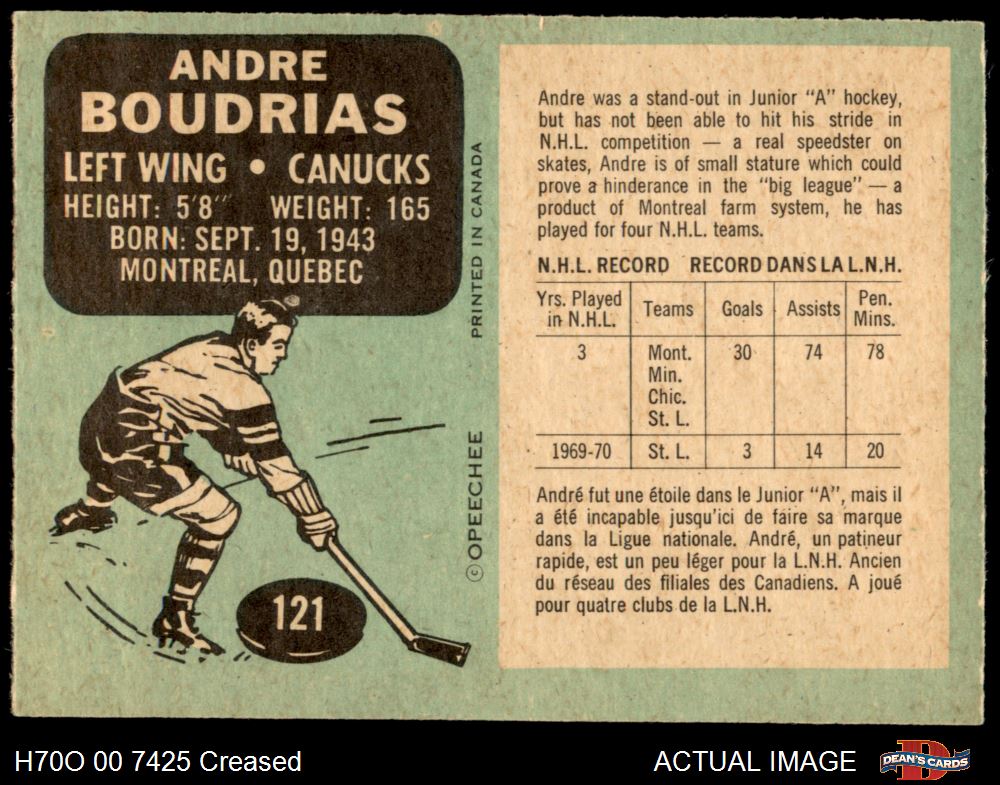 ANDRE
BOUDRIAS
LEFT WING • CANUCKS
HEIGHT: 5'8" WEIGHT: 165
BORN: SEPT. 19, 1943
MONTREAL, QUEBEC
PRINTED IN CANADA
©OPEECHEE
121
Andre was a stand-out in Junior "A" hockey,
but has not been able to hit his stride in
N.H.L. competition — a real speedster on
skates, Andre is of small stature which could
prove a hinderance in the "big league" — a
product of Montreal farm system, he has
played for four N.H.L. teams.
N.H.L. RECORD RECORD DANS LA L.N.H.
Yrs. Played in N.H.L. Teams Goals Assists Pen. Mins.
3 Mont. 30 74 78
Min.
Chic.
St. L.
1969-70 St. L. 3 14 20
André fut une étoile dans le Junior "A", mais il
a été incapable jusqu'ici de faire sa marque
dans la Ligue nationale. André, un patineur
rapide, est un peu léger pour la L.N.H. Ancien
du réseau des filiales des Canadiens. A joué
pour quatre clubs de la L.N.H.
H70O 00 7425 Creased
ACTUAL IMAGE
D
DEAN'S CARDS